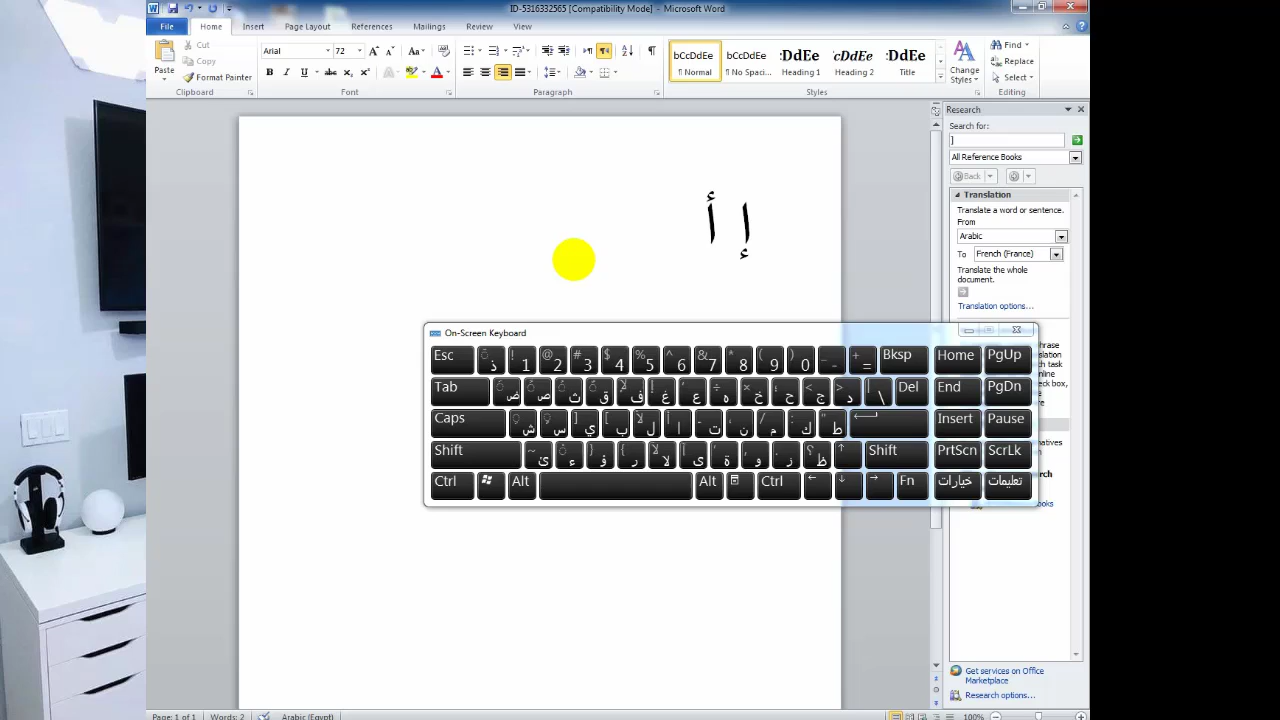 ID-5316332565 [Compatibility Mode] - Microsoft Word
File Home Insert Page Layout References Mailings Review View
Paste
Cut
Copy
Format Painter
Clipboard
Arial 72
Font
Paragraph
bCcDdEe bCcDdEe DdEe cDdEe DdEe
¶ Normal ¶ No Spaci... Heading 1 Heading 2 Title
Change Styles
Styles
Find
Replace
Select
Editing
إ أ
Research
Search for:
]
All Reference Books
Back
Translation
Translate a word or sentence.
From
Arabic
To French (France)
Translate the whole document.
Translation options...
On-Screen Keyboard
Esc ذ ! 1 @ 2 # 3 $ 4 % 5 ^ 6 & 7 * 8 ( 9 ) 0 _ - + = Bksp Home PgUp
Tab ض ص ث ق ف غ ع ه خ ح ج د \ Del End PgDn
Caps ش س ي ب ل ا ت ن م ك ط Insert Pause
Shift ئ ء ؤ ر لا ى ة و ز ظ Shift PrtScn ScrLk
Ctrl Alt Alt Ctrl Fn خيارات تعليمات
Get services on Office Marketplace
Research options...
Page: 1 of 1 Words: 2 Arabic (Egypt) 100%